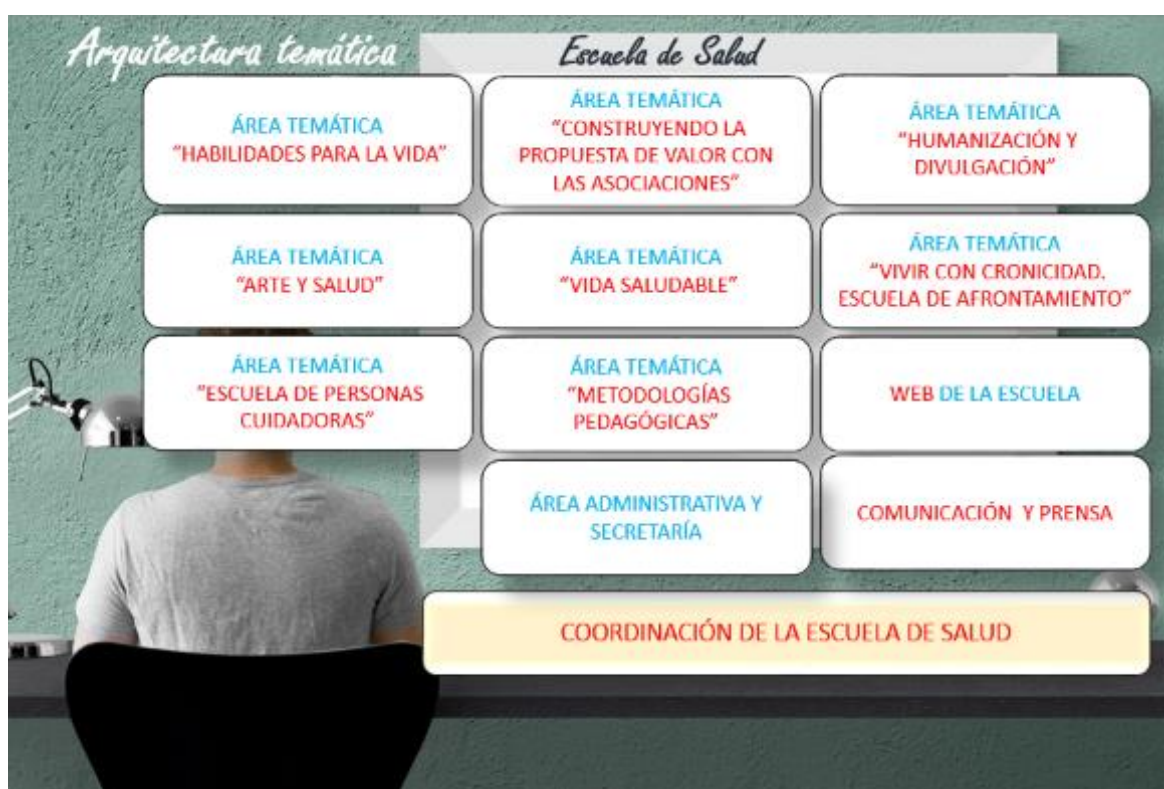 Arquitectura temática
Escuela de Salud
ÁREA TEMÁTICA
"HABILIDADES PARA LA VIDA"
ÁREA TEMÁTICA
"CONSTRUYENDO LA
PROPUESTA DE VALOR CON
LAS ASOCIACIONES"
ÁREA TEMÁTICA
"HUMANIZACIÓN Y
DIVULGACIÓN"
ÁREA TEMÁTICA
"ARTE Y SALUD"
ÁREA TEMÁTICA
"VIDA SALUDABLE"
ÁREA TEMÁTICA
"VIVIR CON CRONICIDAD.
ESCUELA DE AFRONTAMIENTO"
ÁREA TEMÁTICA
"ESCUELA DE PERSONAS
CUIDADORAS"
ÁREA TEMÁTICA
"METODOLOGÍAS
PEDAGÓGICAS"
WEB DE LA ESCUELA
ÁREA ADMINISTRATIVA Y
SECRETARÍA
COMUNICACIÓN Y PRENSA
COORDINACIÓN DE LA ESCUELA DE SALUD